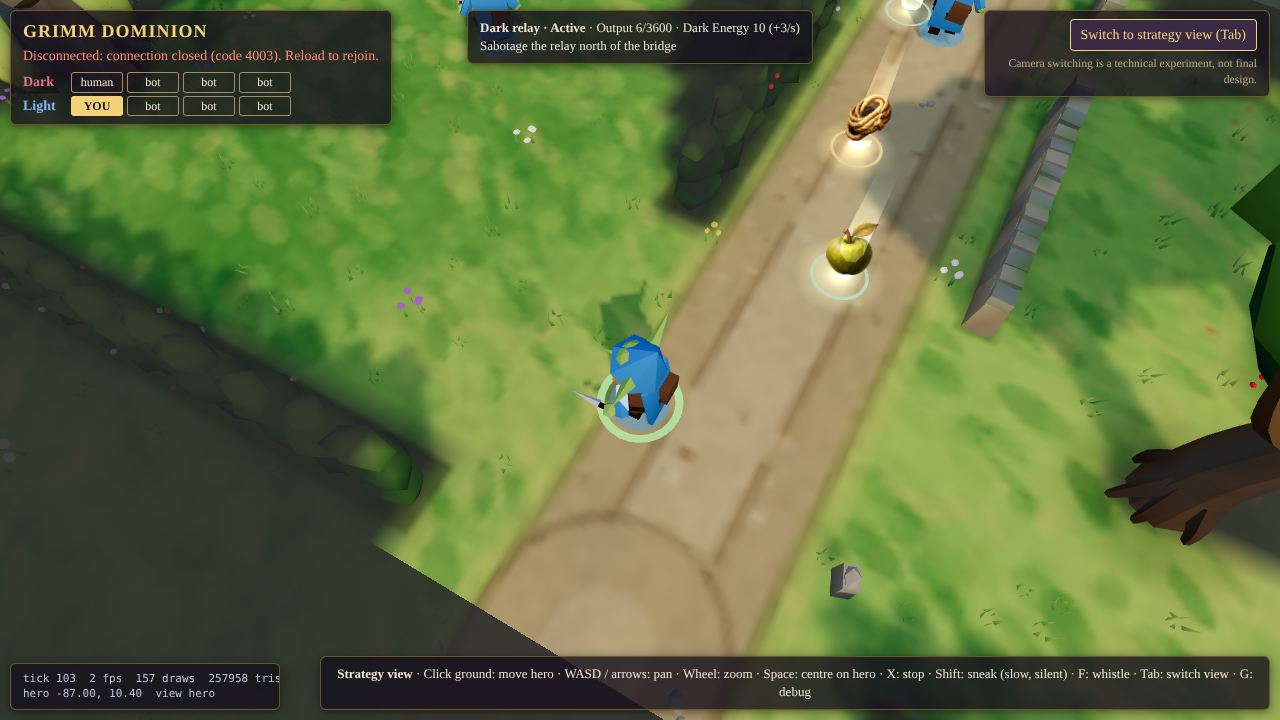 GRIMM DOMINION
Disconnected: connection closed (code 4003). Reload to rejoin.
Dark human bot bot bot
Light YOU bot bot bot
Dark relay · Active · Output 6/3600 · Dark Energy 10 (+3/s)
Sabotage the relay north of the bridge
Switch to strategy view (Tab)
Camera switching is a technical experiment, not final
design.
tick 103 2 fps 157 draws 257958 tris
hero -87.00, 10.40 view hero
Strategy view · Click ground: move hero · WASD / arrows: pan · Wheel: zoom · Space: centre on hero · X: stop · Shift: sneak (slow, silent) · F: whistle · Tab: switch view · G:
debug